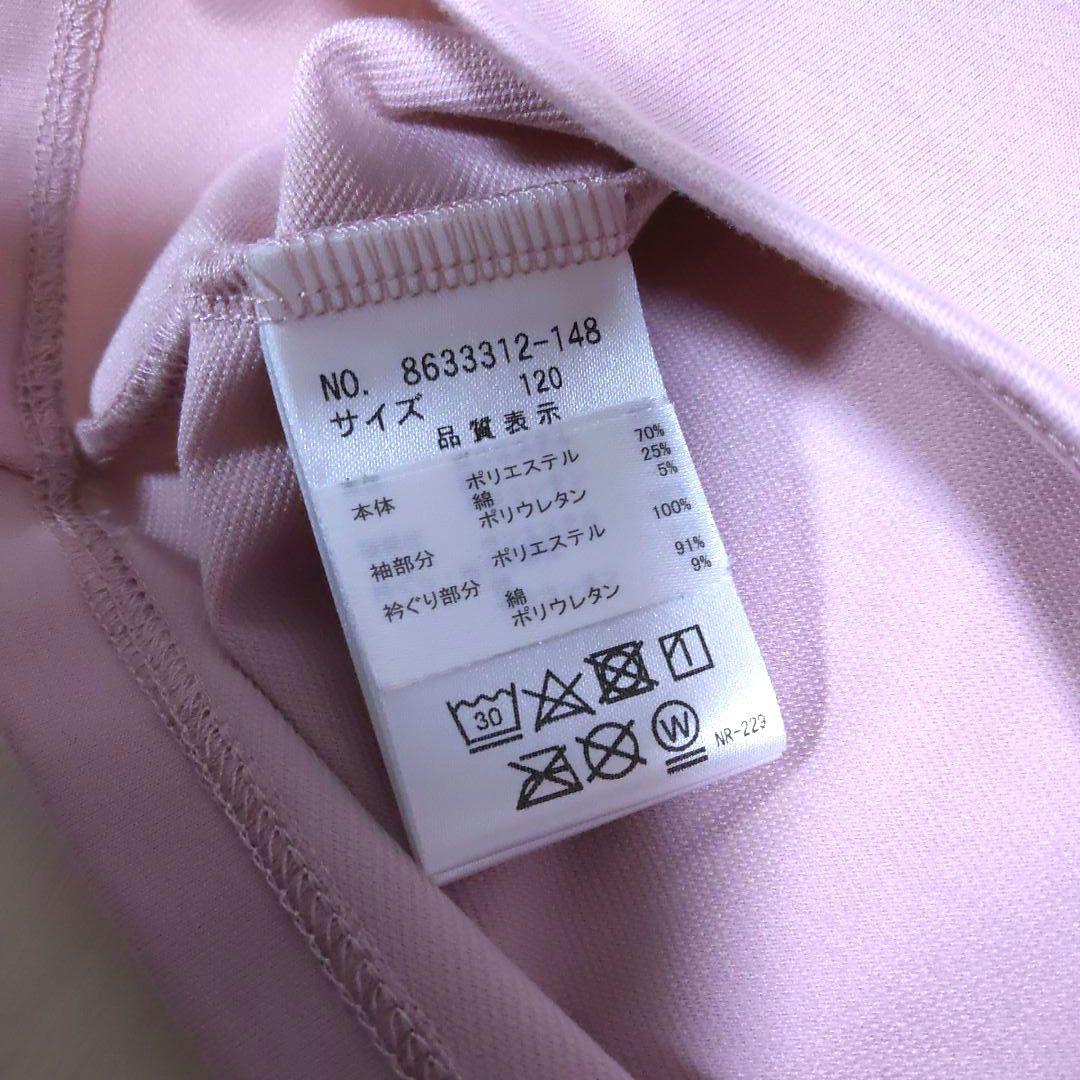 NO. 8633312-148
サイズ 120
品質表示
本体 ポリエステル 70%
綿 25%
ポリウレタン 5%
袖部分 ポリエステル 100%
衿ぐり部分 綿 91%
ポリウレタン 9%
30
W NR-223